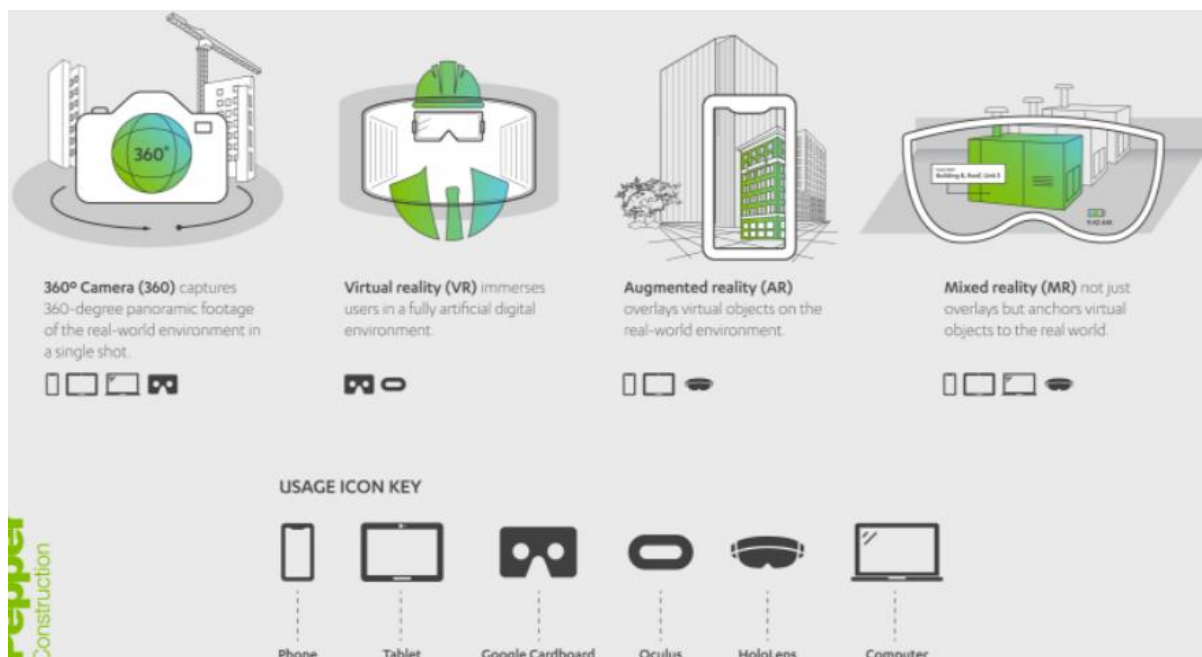 360°
360º Camera (360) captures
360-degree panoramic footage
of the real-world environment in
a single shot.
Virtual reality (VR) immerses
users in a fully artificial digital
environment.
Augmented reality (AR)
overlays virtual objects on the
real-world environment.
Building B, Roof, Unit 3
Mixed reality (MR) not just
overlays but anchors virtual
objects to the real world.
USAGE ICON KEY
Phone
Tablet
Google Cardboard
Oculus
HoloLens
Computer
Pepper
Construction